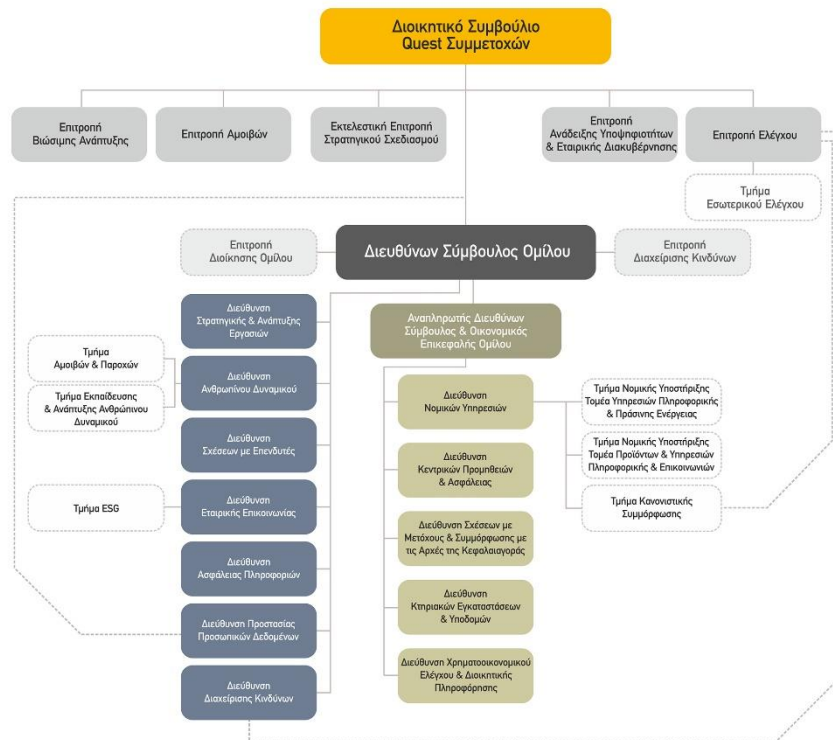 Διοικητικό Συμβούλιο
Quest Συμμετοχών
Επιτροπή
Βιώσιμης Ανάπτυξης
Επιτροπή Αμοιβών
Εκτελεστική Επιτροπή
Στρατηγικού Σχεδιασμού
Επιτροπή
Ανάδειξης Υποψηφιοτήτων
& Εταιρικής Διακυβέρνησης
Επιτροπή Ελέγχου
Τμήμα
Εσωτερικού Ελέγχου
Επιτροπή
Διοίκησης Ομίλου
Διευθύνων Σύμβουλος Ομίλου
Επιτροπή
Διαχείρισης Κινδύνων
Διεύθυνση
Στρατηγικής & Ανάπτυξης
Εργασιών
Αναπληρωτής Διευθύνων
Σύμβουλος & Οικονομικός
Επικεφαλής Ομίλου
Τμήμα
Αμοιβών & Παροχών
Τμήμα Εκπαίδευσης
& Ανάπτυξης Ανθρώπινου
Δυναμικού
Διεύθυνση
Ανθρωπίνου Δυναμικού
Διεύθυνση
Νομικών Υπηρεσιών
Τμήμα Νομικής Υποστήριξης
Τομέα Υπηρεσιών Πληροφορικής
& Πράσινης Ενέργειας
Διεύθυνση
Σχέσεων με Επενδυτές
Διεύθυνση
Κεντρικών Προμηθειών
& Ασφάλειας
Τμήμα Νομικής Υποστήριξης
Τομέα Προϊόντων & Υπηρεσιών
Πληροφορικής & Επικοινωνιών
Τμήμα ESG
Διεύθυνση
Εταιρικής Επικοινωνίας
Τμήμα Κανονιστικής
Συμμόρφωσης
Διεύθυνση Σχέσεων με
Μετόχους & Συμμόρφωσης με
τις Αρχές της Κεφαλαιαγοράς
Διεύθυνση
Ασφάλειας Πληροφοριών
Διεύθυνση
Κτηριακών Εγκαταστάσεων
& Υποδομών
Διεύθυνση Προστασίας
Προσωπικών Δεδομένων
Διεύθυνση Χρηματοοικονομικού
Ελέγχου & Διοικητικής
Πληροφόρησης
Διεύθυνση
Διαχείρισης Κινδύνων